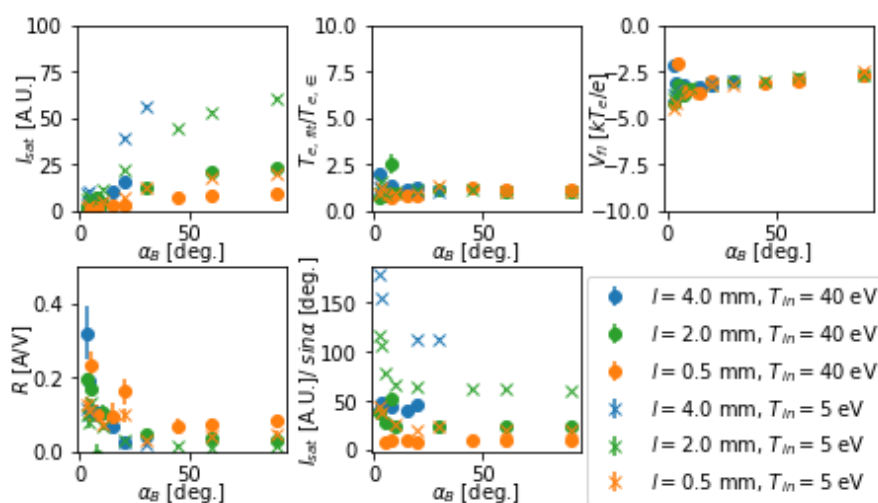 100
75
50
25
0
I_sat [A.U.]
0
50
α_B [deg.]
10.0
7.5
5.0
2.5
0.0
T_e, fit/T_e, ∈
0
50
α_B [deg.]
0.0
−2.5
−5.0
−7.5
−10.0
V_fl [kT_e/e]
0
50
α_B [deg.]
0.4
0.2
0.0
R [A/V]
0
50
α_B [deg.]
150
100
50
0
I_sat [A.U.]/ sinα [deg.]
0
50
α_B [deg.]
l = 4.0 mm, T_In = 40 eV
l = 2.0 mm, T_In = 40 eV
l = 0.5 mm, T_In = 40 eV
l = 4.0 mm, T_In = 5 eV
l = 2.0 mm, T_In = 5 eV
l = 0.5 mm, T_In = 5 eV